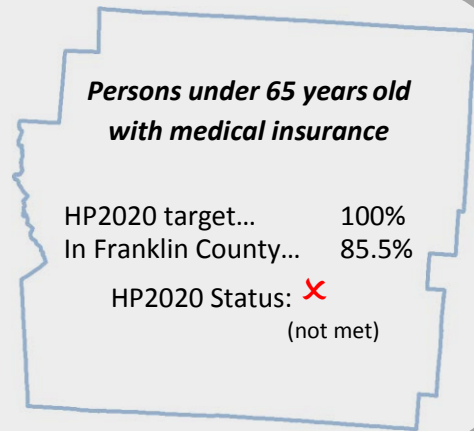 Persons under 65 years old
with medical insurance
HP2020 target... 100%
In Franklin County... 85.5%
HP2020 Status: ✗
(not met)